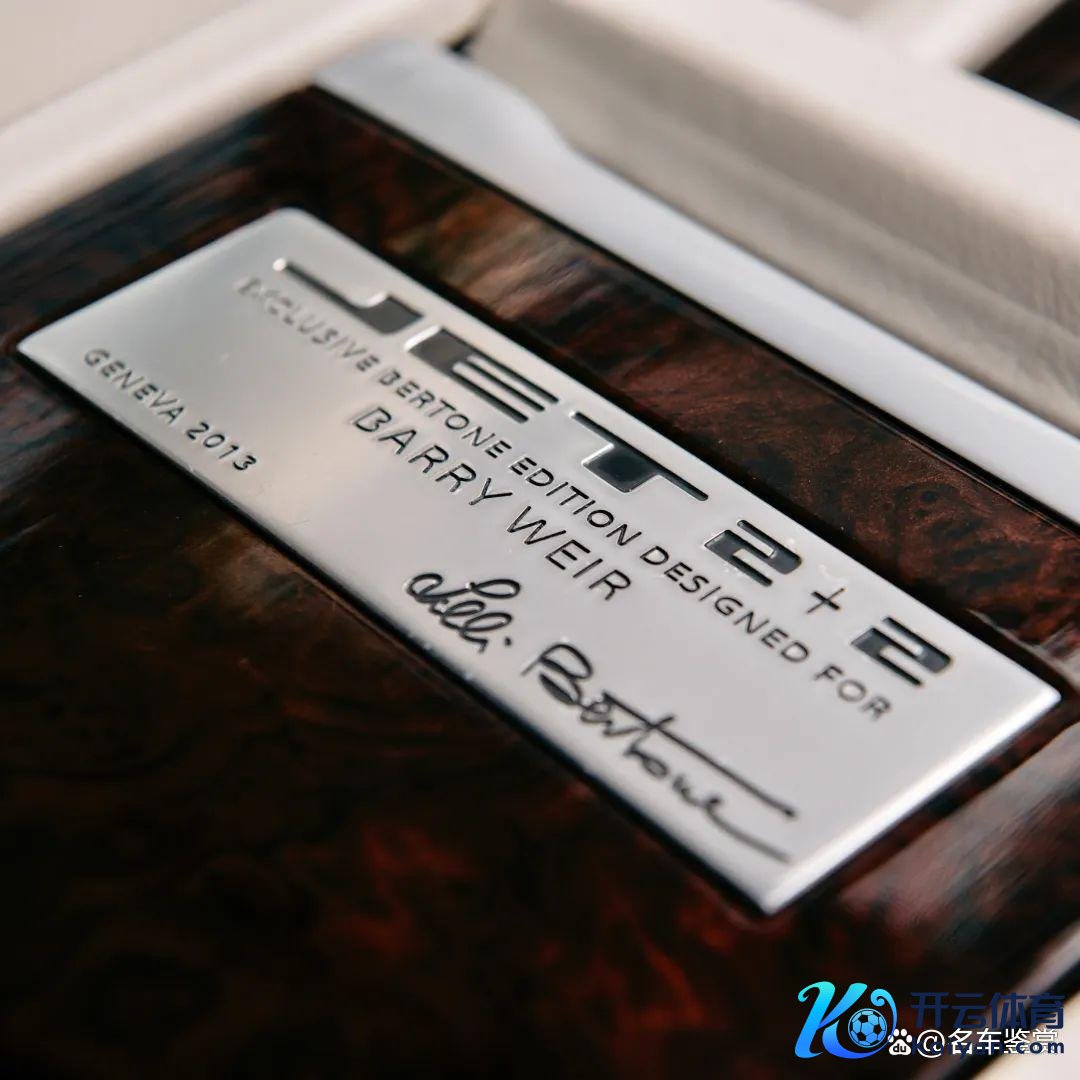 JET 2+2
EXCLUSIVE BERTONE EDITION DESIGNED FOR
BARRY WEIR
GENEVA 2013
Lilli Bertone
开云体育
du @名车鉴赏